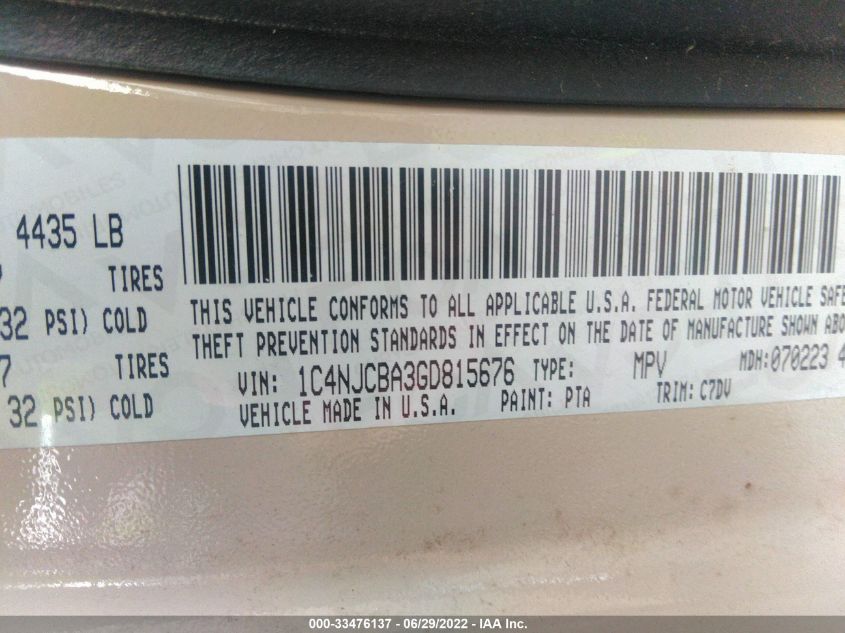 4435 LB
TIRES
32 PSI) COLD
7 TIRES
32 PSI) COLD
THIS VEHICLE CONFORMS TO ALL APPLICABLE U.S.A. FEDERAL MOTOR VEHICLE SAFE
THEFT PREVENTION STANDARDS IN EFFECT ON THE DATE OF MANUFACTURE SHOWN ABO
VIN: 1C4NJCBA3GD815676 TYPE: MPV MDH:070223 4
VEHICLE MADE IN U.S.A. PAINT: PTA TRIM: C7DV
000-33476137 - 06/29/2022 - IAA Inc.